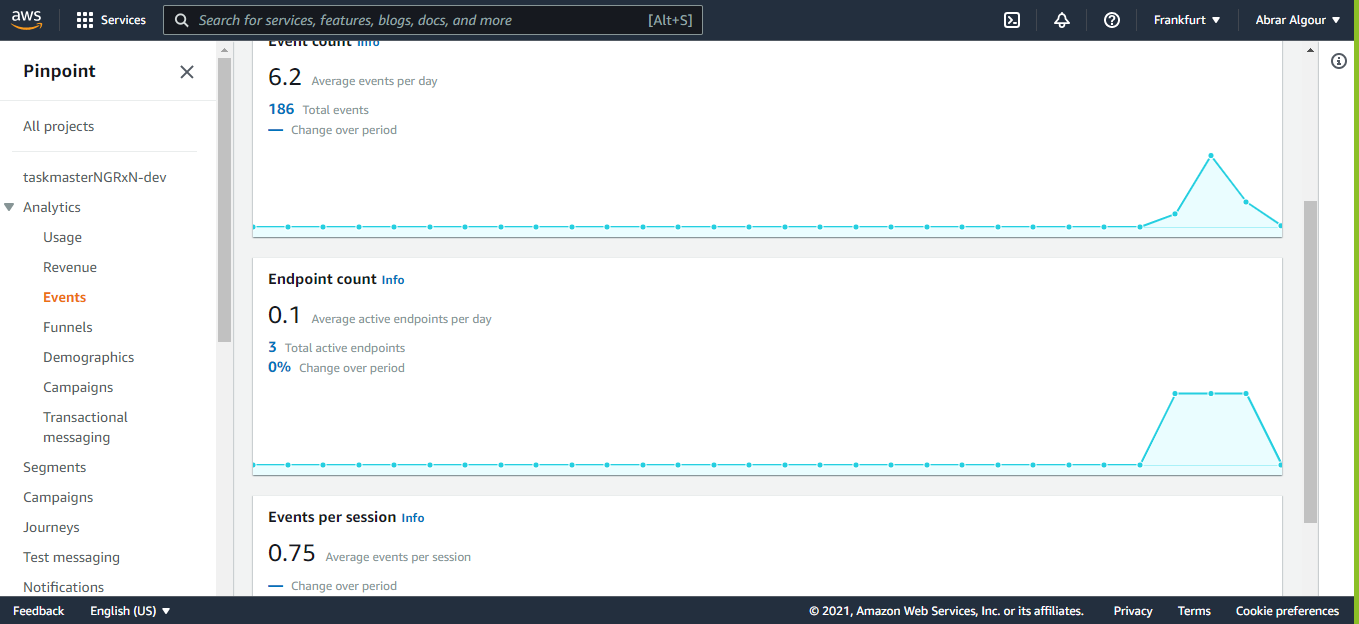 aws
Services
Search for services, features, blogs, docs, and more [Alt+S]
Frankfurt
Abrar Algour
Pinpoint
All projects
taskmasterNGRxN-dev
Analytics
Usage
Revenue
Events
Funnels
Demographics
Campaigns
Transactional
messaging
Segments
Campaigns
Journeys
Test messaging
Notifications
Event count Info
6.2 Average events per day
186 Total events
— Change over period
Endpoint count Info
0.1 Average active endpoints per day
3 Total active endpoints
0% Change over period
Events per session Info
0.75 Average events per session
— Change over period
Feedback
English (US)
© 2021, Amazon Web Services, Inc. or its affiliates.
Privacy
Terms
Cookie preferences